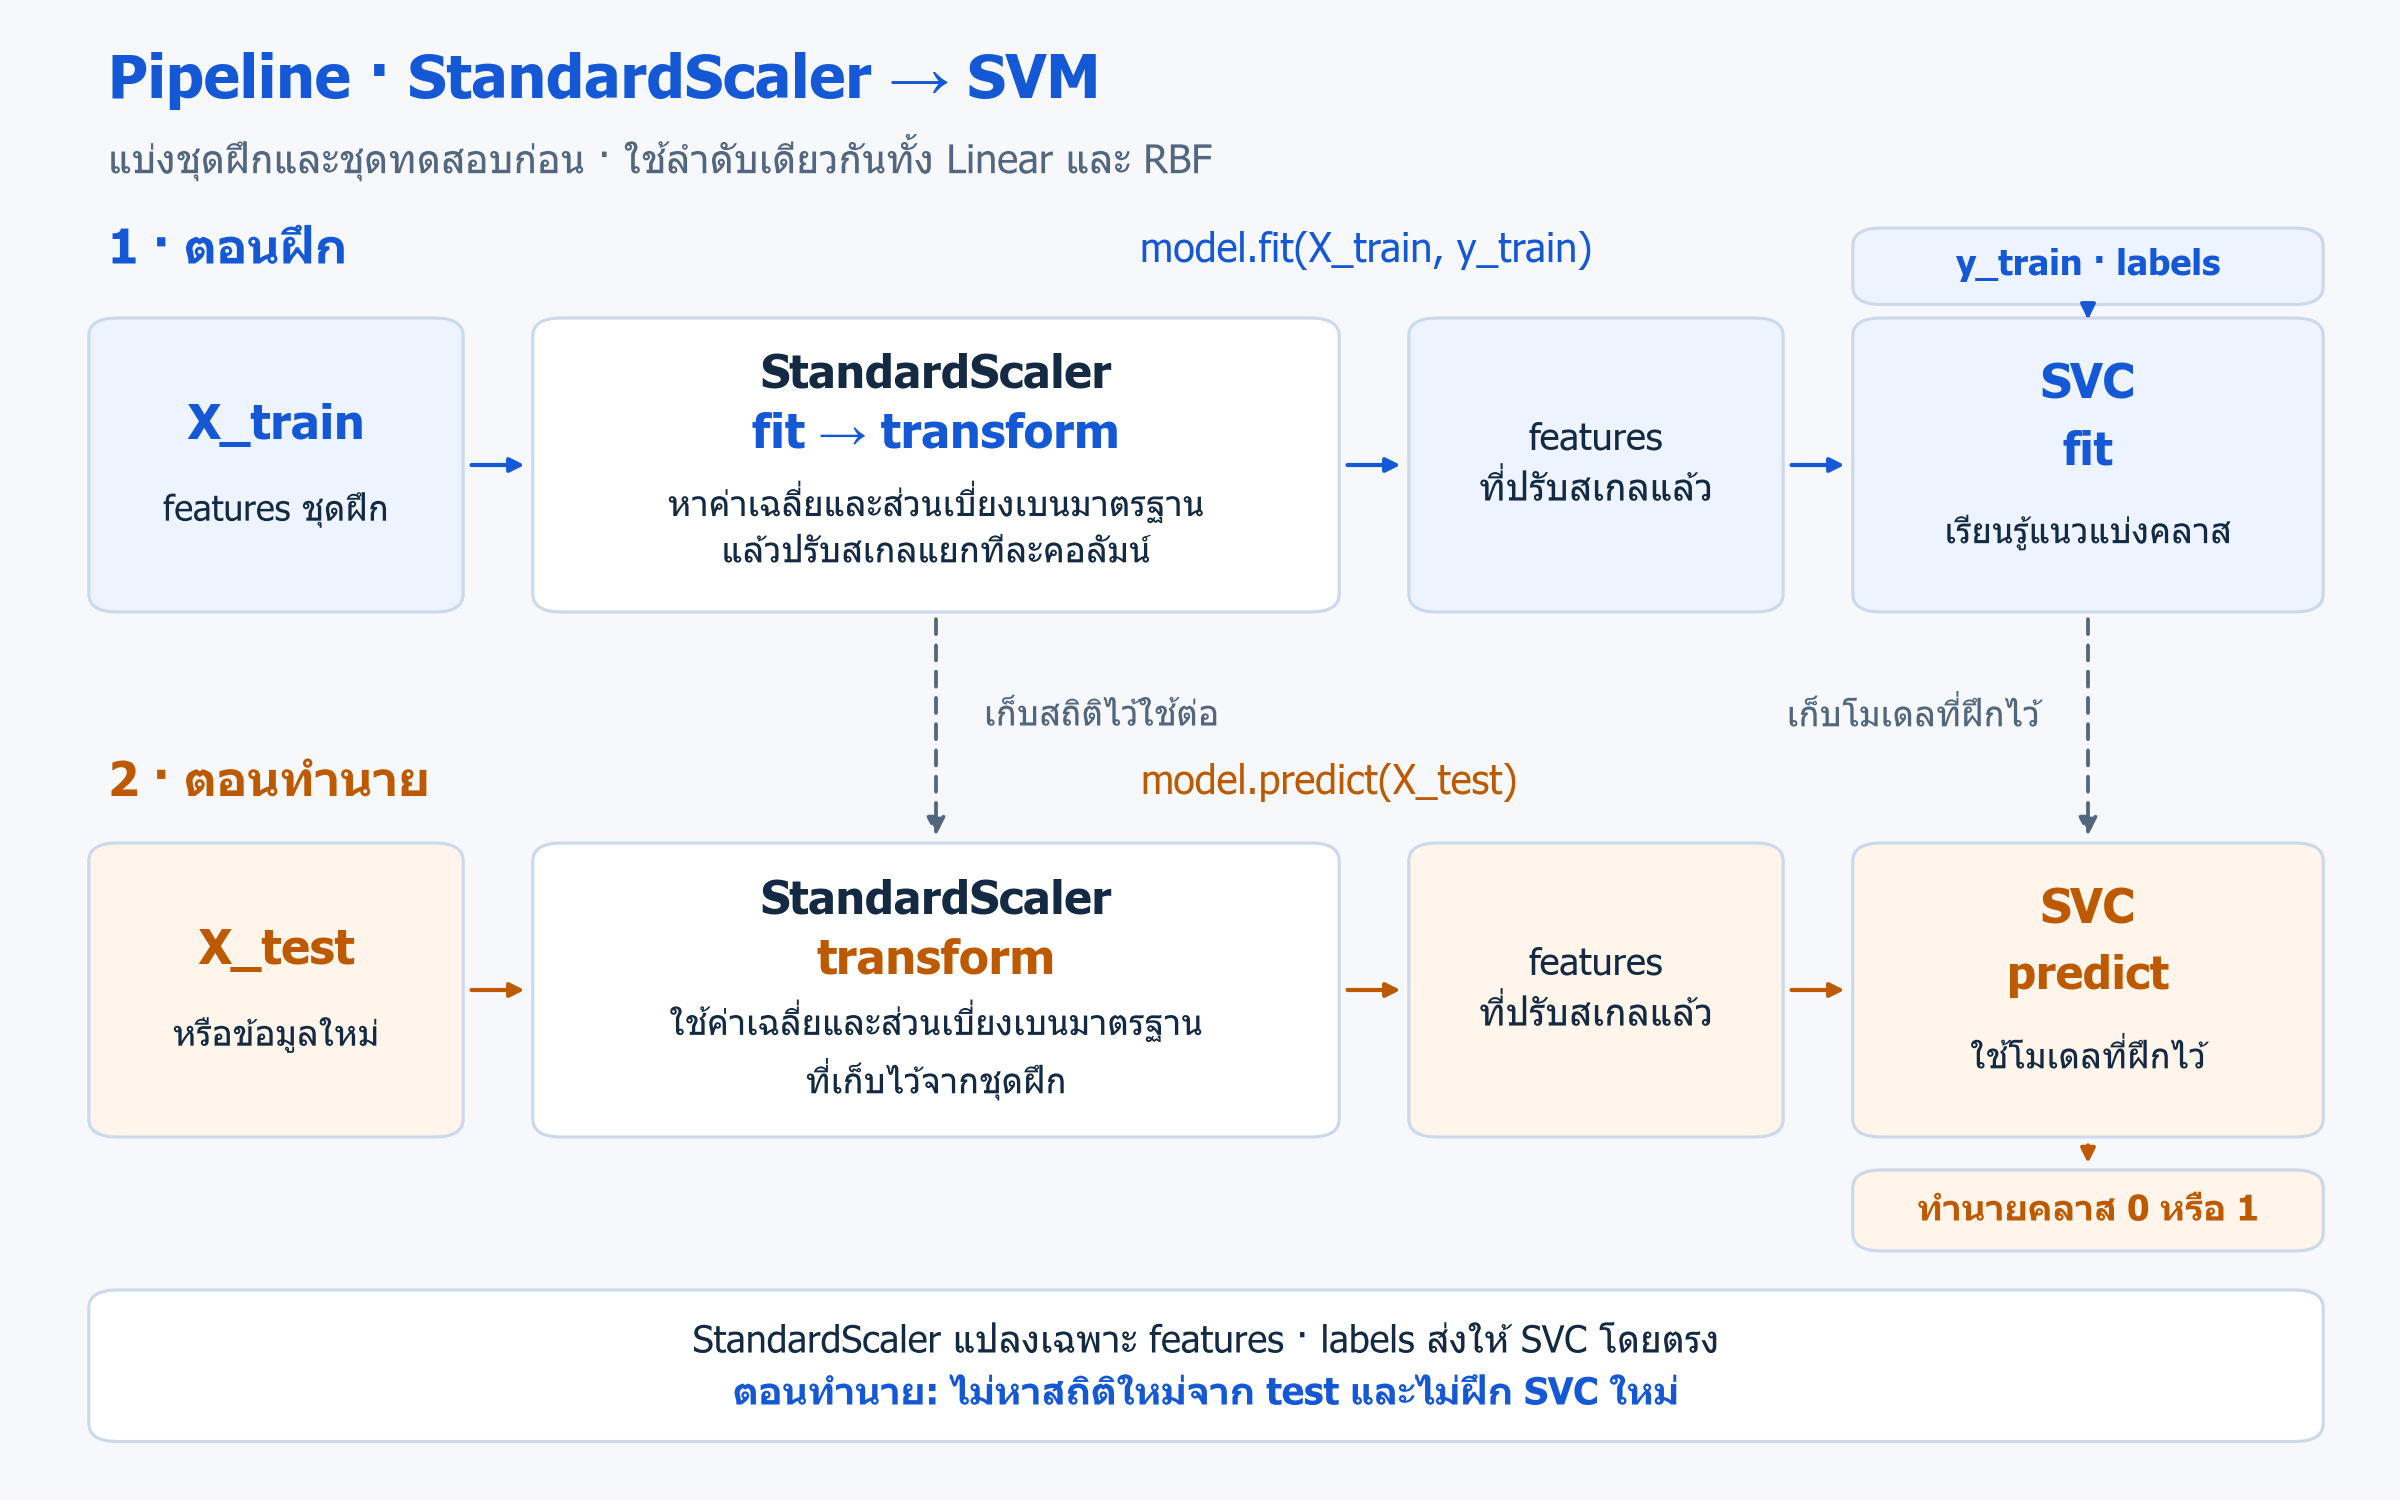 Pipeline · StandardScaler → SVM
แบ่งชุดฝึกและชุดทดสอบก่อน · ใช้ลำดับเดียวกันทั้ง Linear และ RBF
1 · ตอนฝึก
model.fit(X_train, y_train)
y_train · labels
X_train
features ชุดฝึก
StandardScaler
fit → transform
หาค่าเฉลี่ยและส่วนเบี่ยงเบนมาตรฐาน
แล้วปรับสเกลแยกทีละคอลัมน์
features
ที่ปรับสเกลแล้ว
SVC
fit
เรียนรู้แนวแบ่งคลาส
เก็บสถิติไว้ใช้ต่อ
เก็บโมเดลที่ฝึกไว้
2 · ตอนทำนาย
model.predict(X_test)
X_test
หรือข้อมูลใหม่
StandardScaler
transform
ใช้ค่าเฉลี่ยและส่วนเบี่ยงเบนมาตรฐาน
ที่เก็บไว้จากชุดฝึก
features
ที่ปรับสเกลแล้ว
SVC
predict
ใช้โมเดลที่ฝึกไว้
ทำนายคลาส 0 หรือ 1
StandardScaler แปลงเฉพาะ features · labels ส่งให้ SVC โดยตรง
ตอนทำนาย: ไม่หาสถิติใหม่จาก test และไม่ฝึก SVC ใหม่